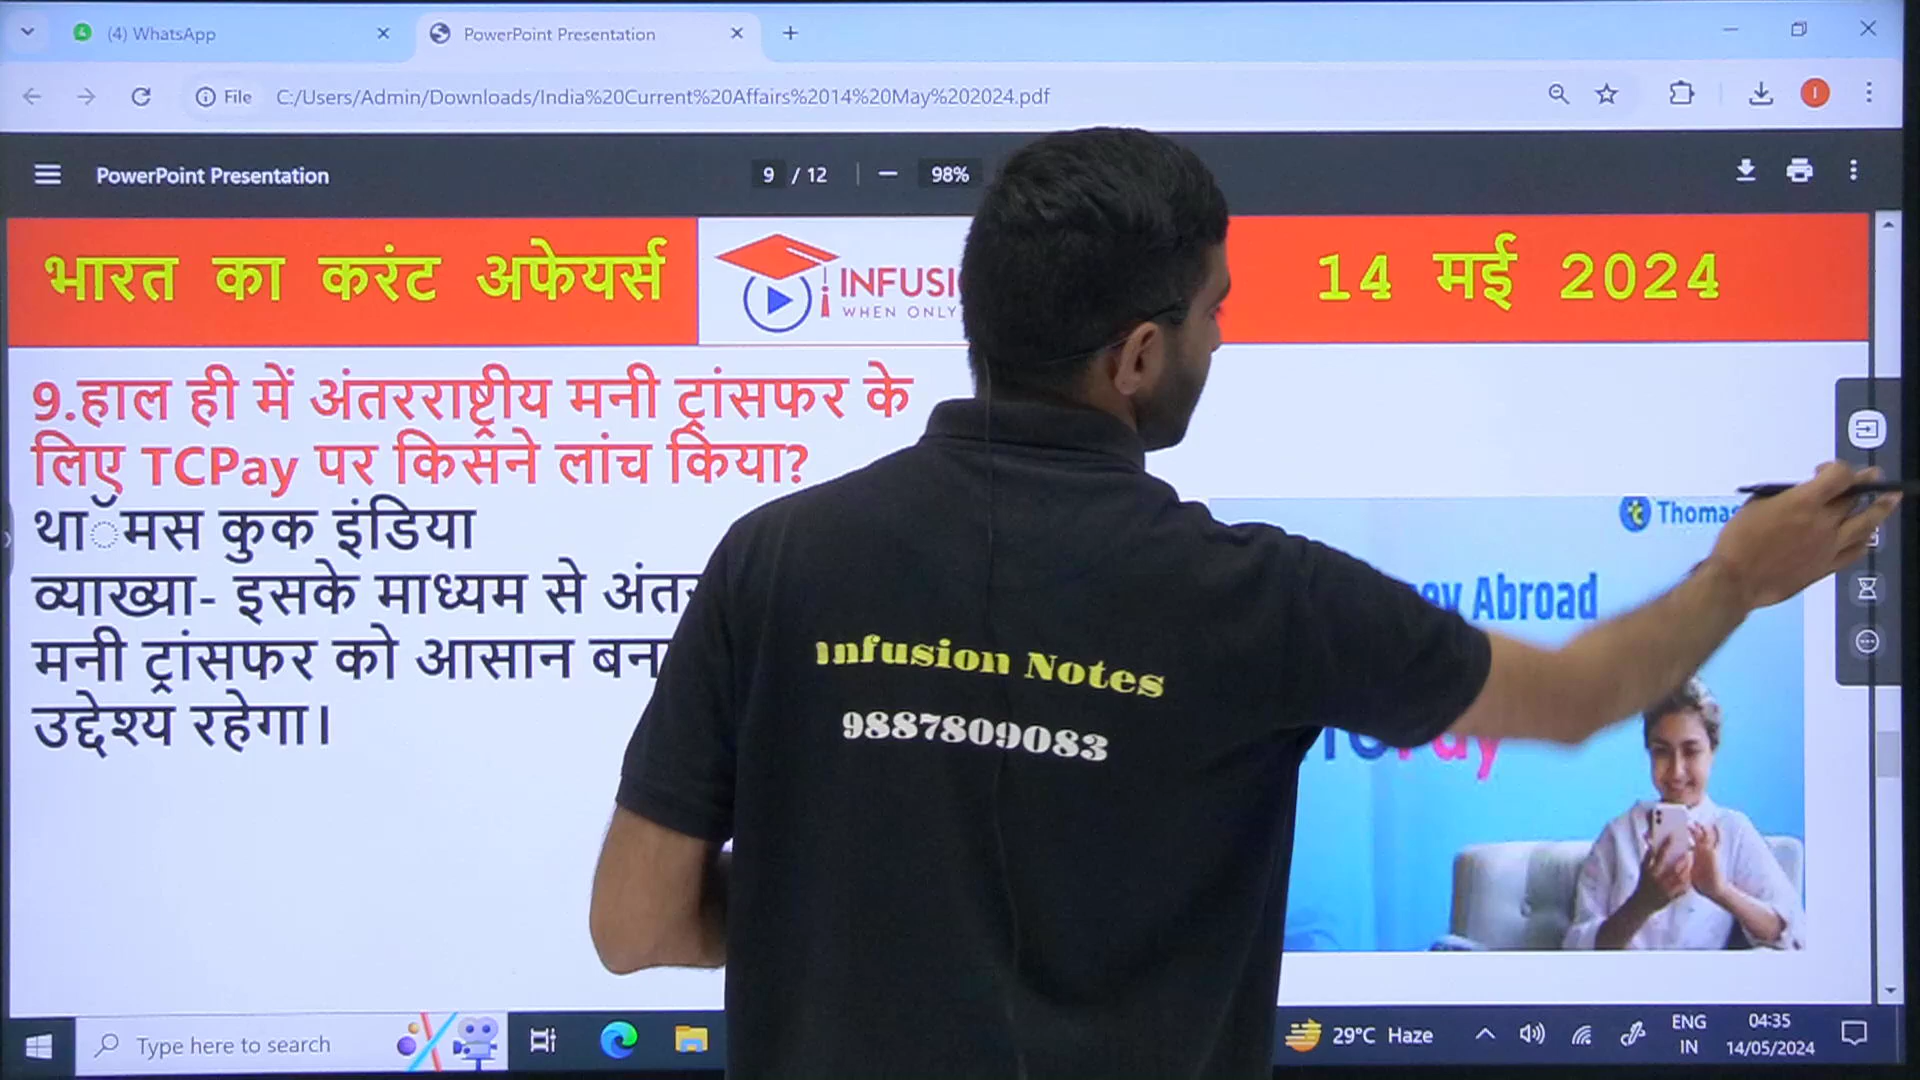 (4) WhatsApp
PowerPoint Presentation
File C:/Users/Admin/Downloads/India%20Current%20Affairs%2014%20May%202024.pdf
PowerPoint Presentation
9 / 12
98%
भारत का करंट अफेयर्स
WHEN ONLY
14 मई 2024
9.हाल ही में अंतरराष्ट्रीय मनी ट्रांसफर के
लिए TCPay पर किसने लांच किया?
थाॅमस कुक इंडिया
व्याख्या- इसके माध्यम से
मनी ट्रांसफर को आसान
उद्देश्य रहेगा।
Abroad
Infusion Notes
9887809083
Type here to search
29°C Haze
ENG
IN
04:35
14/05/2024